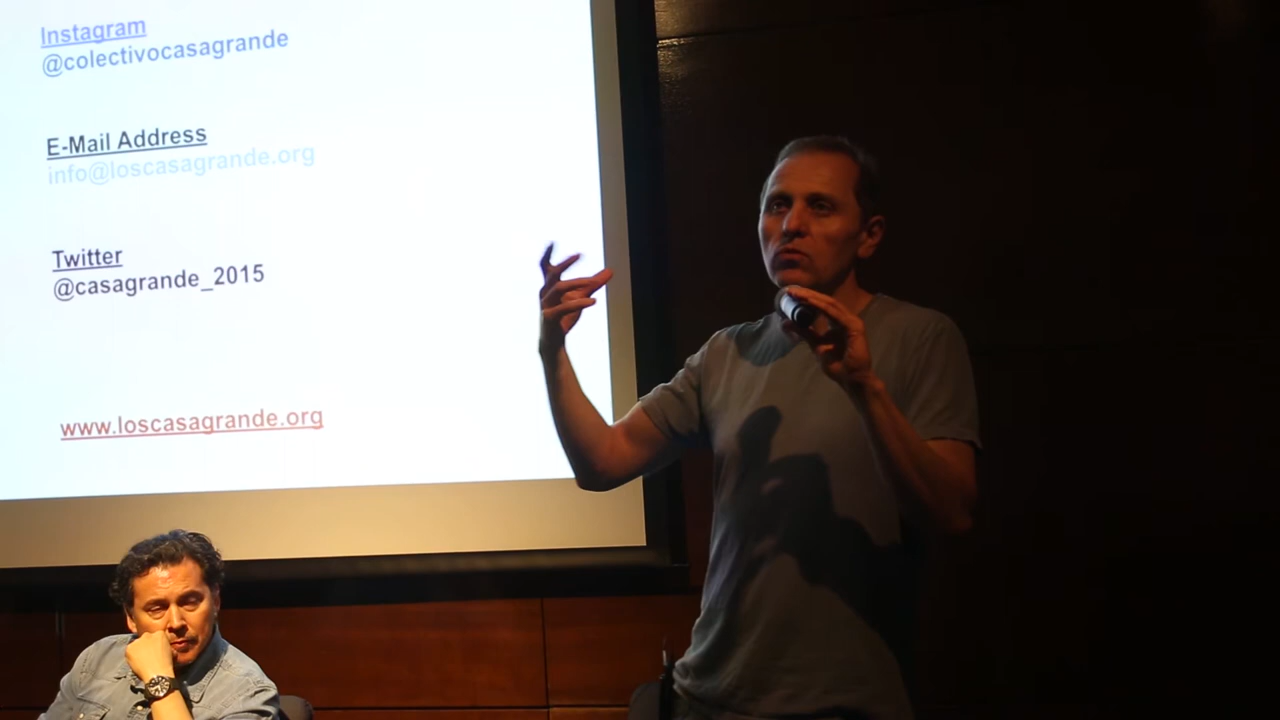 Instagram
@colectivocasagrande
E-Mail Address
info@loscasagrande.org
Twitter
@casagrande_2015
www.loscasagrande.org